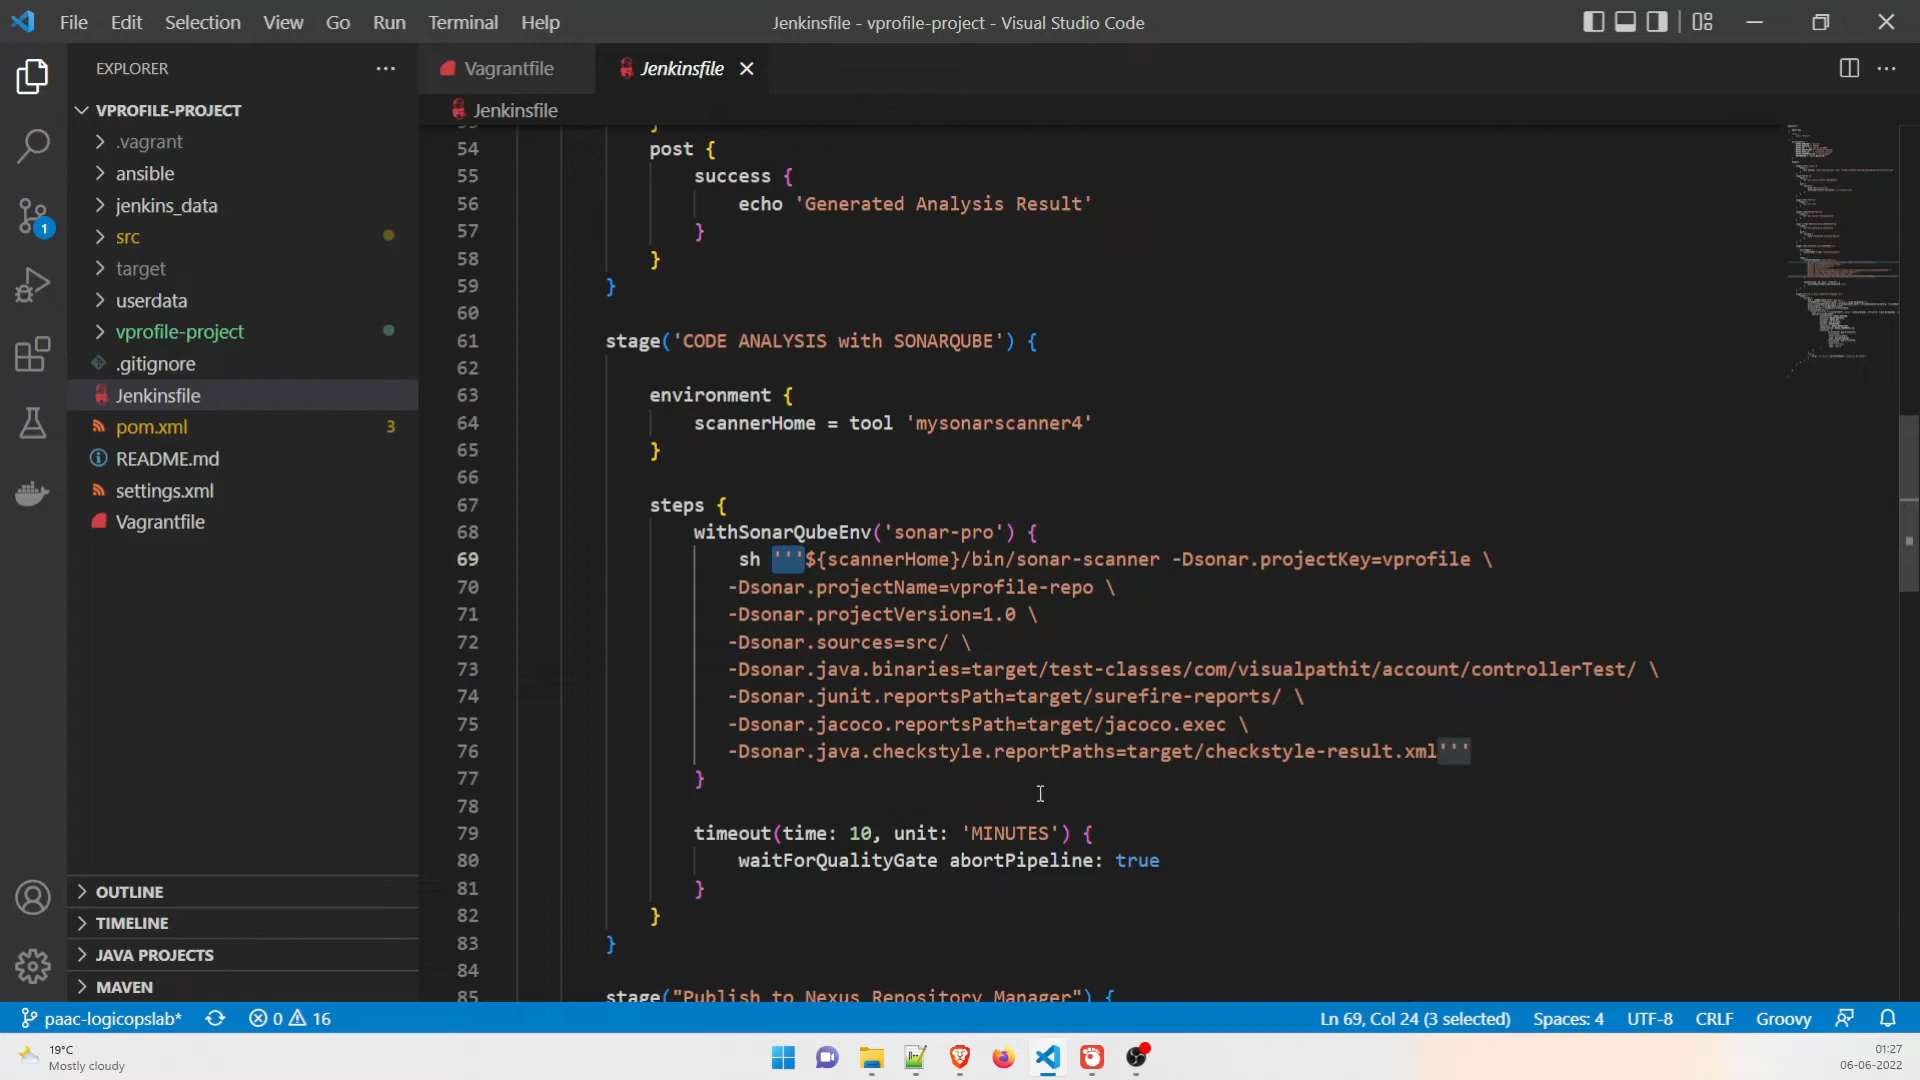 File Edit Selection View Go Run Terminal Help
Jenkinsfile - vprofile-project - Visual Studio Code
EXPLORER
VPROFILE-PROJECT
.vagrant
ansible
jenkins_data
src
target
userdata
vprofile-project
.gitignore
Jenkinsfile
pom.xml 3
README.md
settings.xml
Vagrantfile
OUTLINE
TIMELINE
JAVA PROJECTS
MAVEN
1
Vagrantfile
Jenkinsfile
Jenkinsfile
54 post {
55 success {
56 echo 'Generated Analysis Result'
57 }
58 }
59 }
60
61 stage('CODE ANALYSIS with SONARQUBE') {
62
63 environment {
64 scannerHome = tool 'mysonarscanner4'
65 }
66
67 steps {
68 withSonarQubeEnv('sonar-pro') {
69 sh '''${scannerHome}/bin/sonar-scanner -Dsonar.projectKey=vprofile \
70 -Dsonar.projectName=vprofile-repo \
71 -Dsonar.projectVersion=1.0 \
72 -Dsonar.sources=src/ \
73 -Dsonar.java.binaries=target/test-classes/com/visualpathit/account/controllerTest/ \
74 -Dsonar.junit.reportsPath=target/surefire-reports/ \
75 -Dsonar.jacoco.reportsPath=target/jacoco.exec \
76 -Dsonar.java.checkstyle.reportPaths=target/checkstyle-result.xml'''
77 }
78
79 timeout(time: 10, unit: 'MINUTES') {
80 waitForQualityGate abortPipeline: true
81 }
82 }
83 }
84
85 stage("Publish to Nexus Repository Manager") {
paac-logicopslab* 0 16
Ln 69, Col 24 (3 selected) Spaces: 4 UTF-8 CRLF Groovy
19°C
Mostly cloudy
01:27
06-06-2022